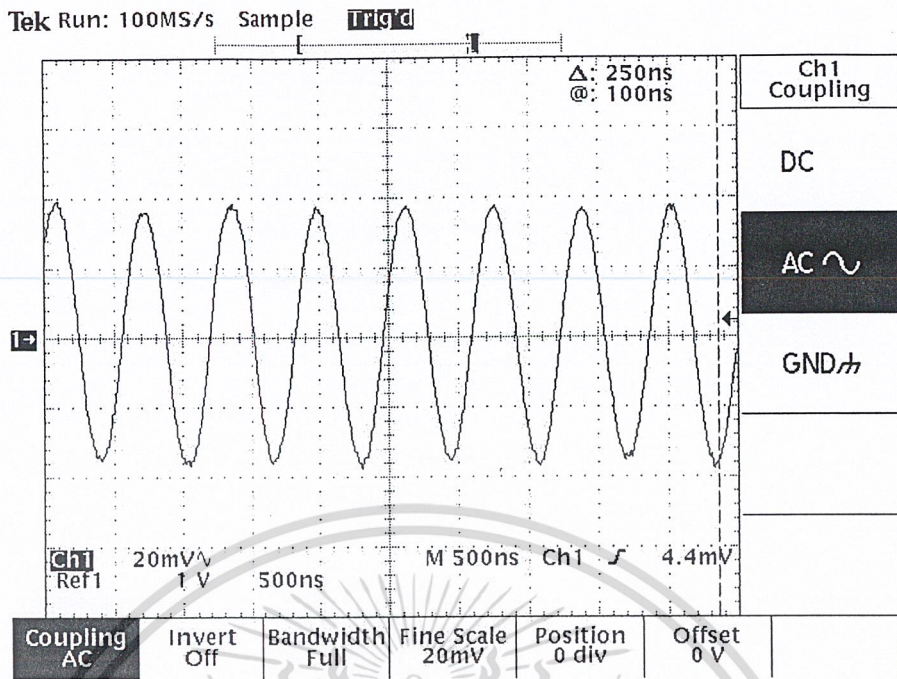 Tek Run: 100MS/s Sample Trig'd
Δ: 250ns
@: 100ns
Ch1
Coupling
DC
AC
GND
1→
Ch1 20mV M 500ns Ch1 4.4mV
Ref1 1 V 500ns
Coupling
AC
Invert
Off
Bandwidth
Full
Fine Scale
20mV
Position
0 div
Offset
0 V